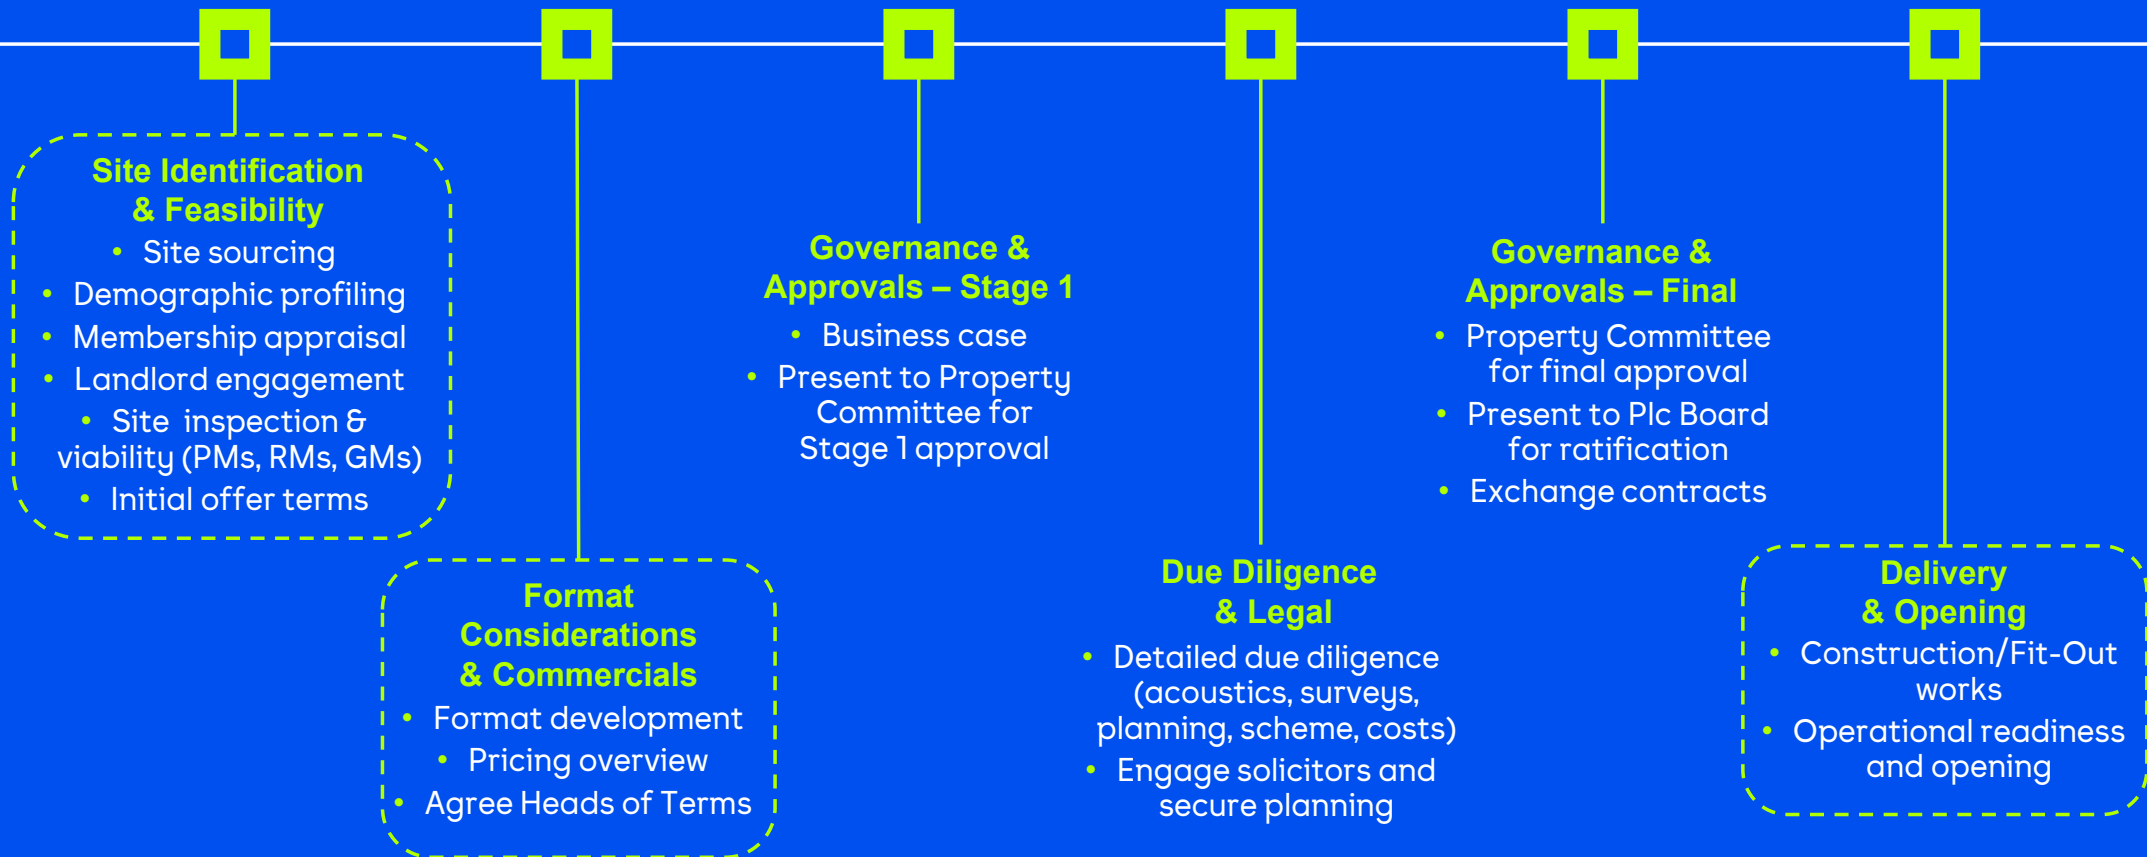 Site Identification
& Feasibility
• Site sourcing
• Demographic profiling
• Membership appraisal
• Landlord engagement
• Site  inspection &
viability (PMs, RMs, GMs)
• Initial offer terms
Format
Considerations
& Commercials
• Format development
• Pricing overview
• Agree Heads of Terms
Governance &
Approvals – Stage 1
• Business case
• Present to Property
Committee for
Stage 1 approval
Due Diligence
& Legal
• Detailed due diligence
(acoustics, surveys,
planning, scheme, costs)
• Engage solicitors and
secure planning
Governance &
Approvals – Final
• Property Committee
for final approval
• Present to Plc Board
for ratification
• Exchange contracts
Delivery
& Opening
• Construction/Fit-Out
works
• Operational readiness
and opening